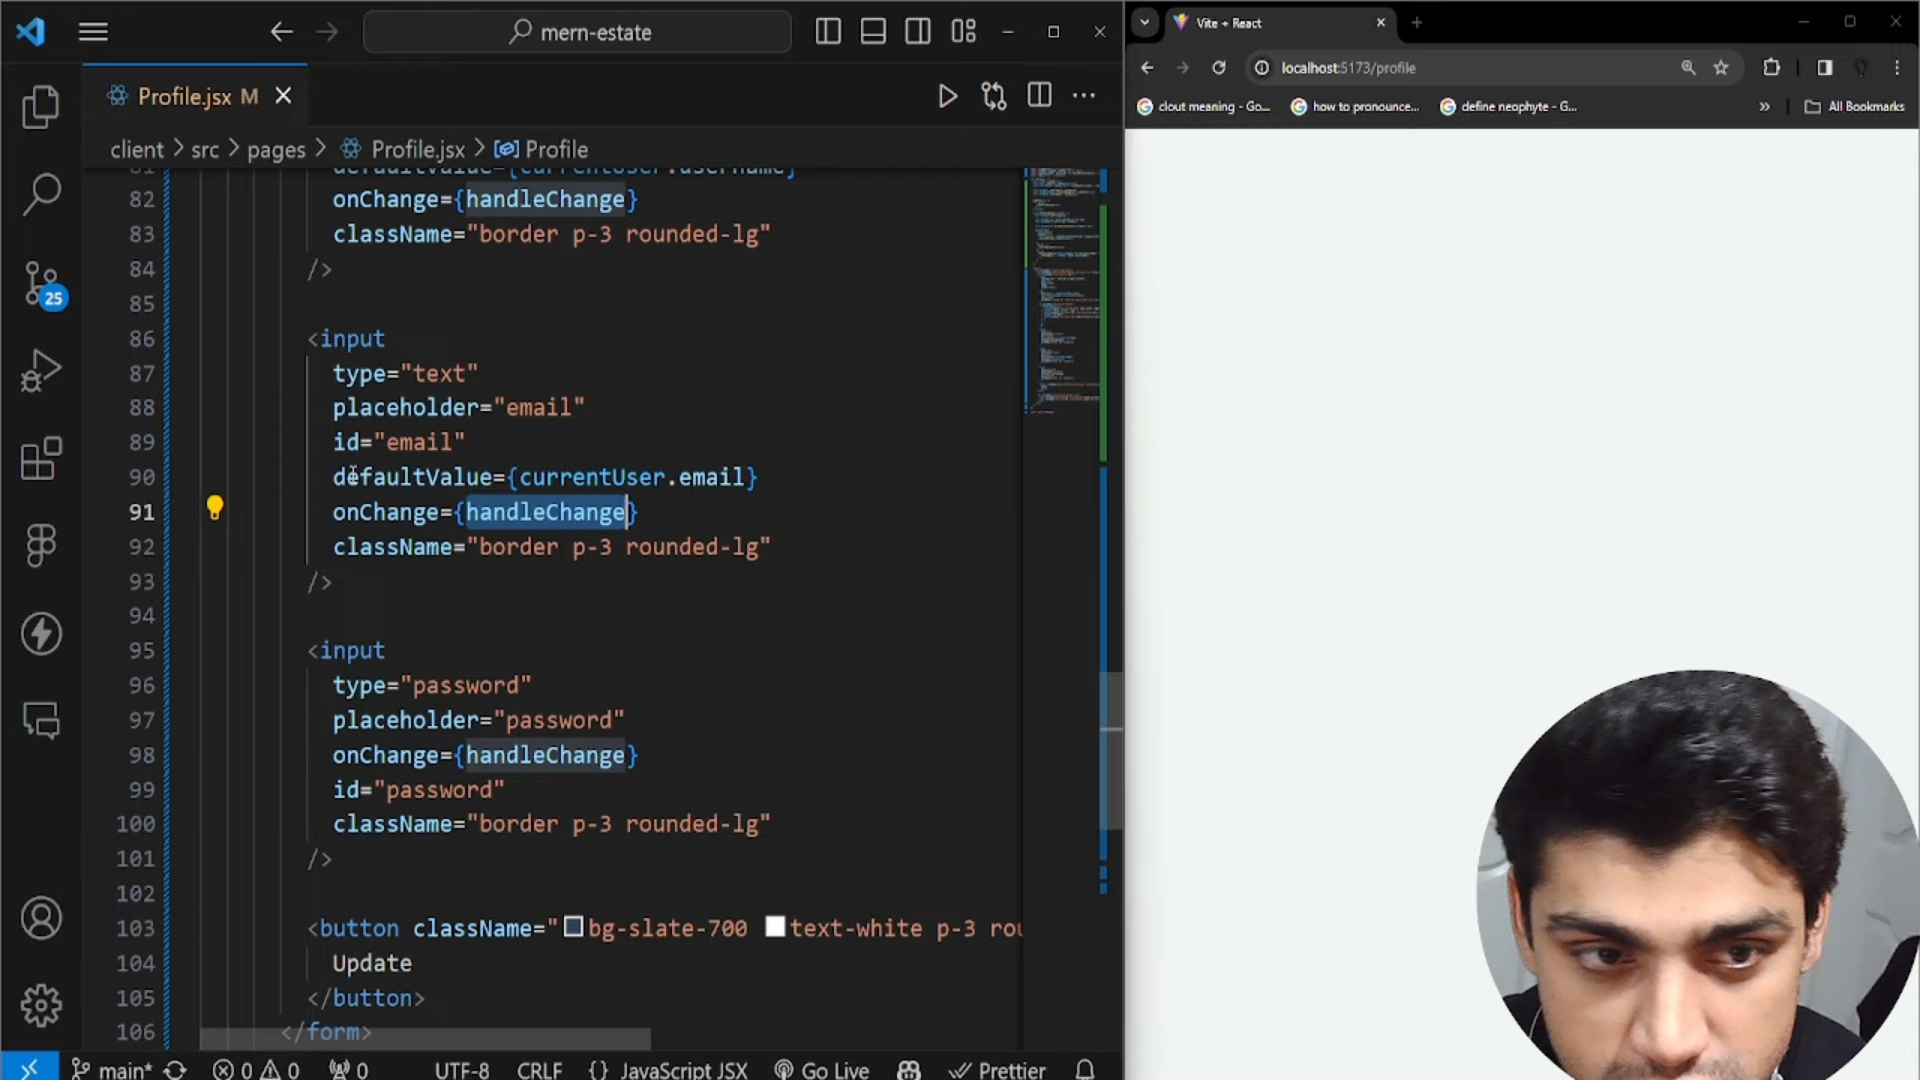 mern-estate
Vite + React
Profile.jsx M
localhost:5173/profile
clout meaning - Go...
how to pronounce...
define neophyte - G...
All Bookmarks
client > src > pages > Profile.jsx > Profile
81 defaultValue={currentUser.username}
82 onChange={handleChange}
83 className="border p-3 rounded-lg"
84 />
85
86 <input
87 type="text"
88 placeholder="email"
89 id="email"
90 defaultValue={currentUser.email}
91 onChange={handleChange}
92 className="border p-3 rounded-lg"
93 />
94
95 <input
96 type="password"
97 placeholder="password"
98 onChange={handleChange}
99 id="password"
100 className="border p-3 rounded-lg"
101 />
102
103 <button className="bg-slate-700 text-white p-3 rou
104 Update
105 </button>
106 </form>
25
main* 0 0 0 UTF-8 CRLF {} JavaScript JSX Go Live Prettier